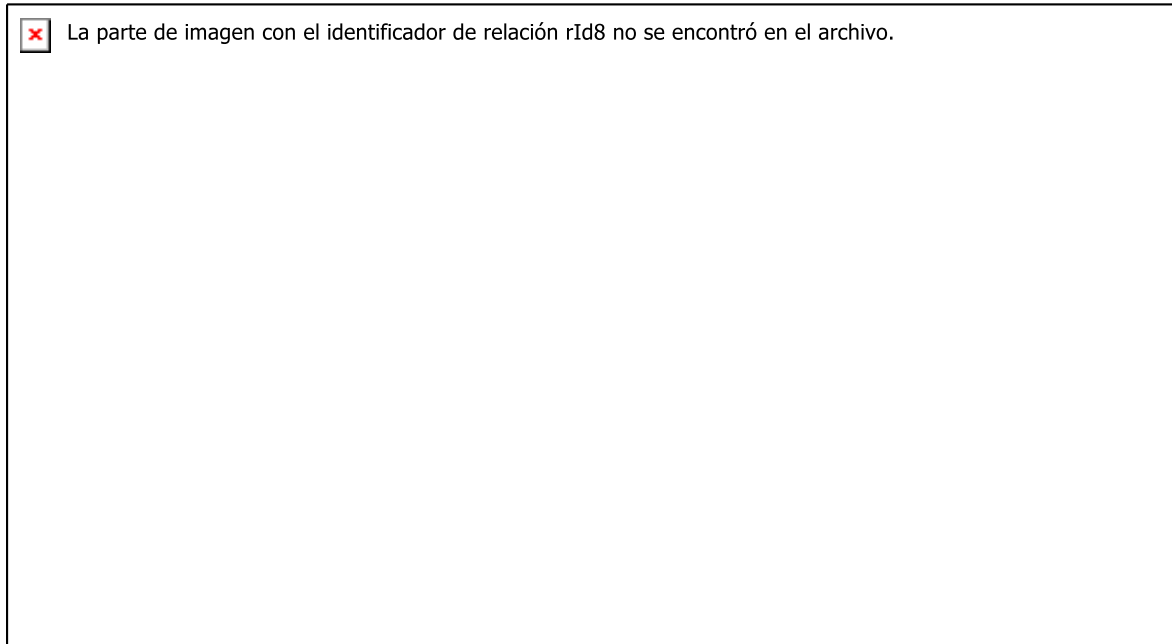 La parte de imagen con el identificador de relación rId8 no se encontró en el archivo.